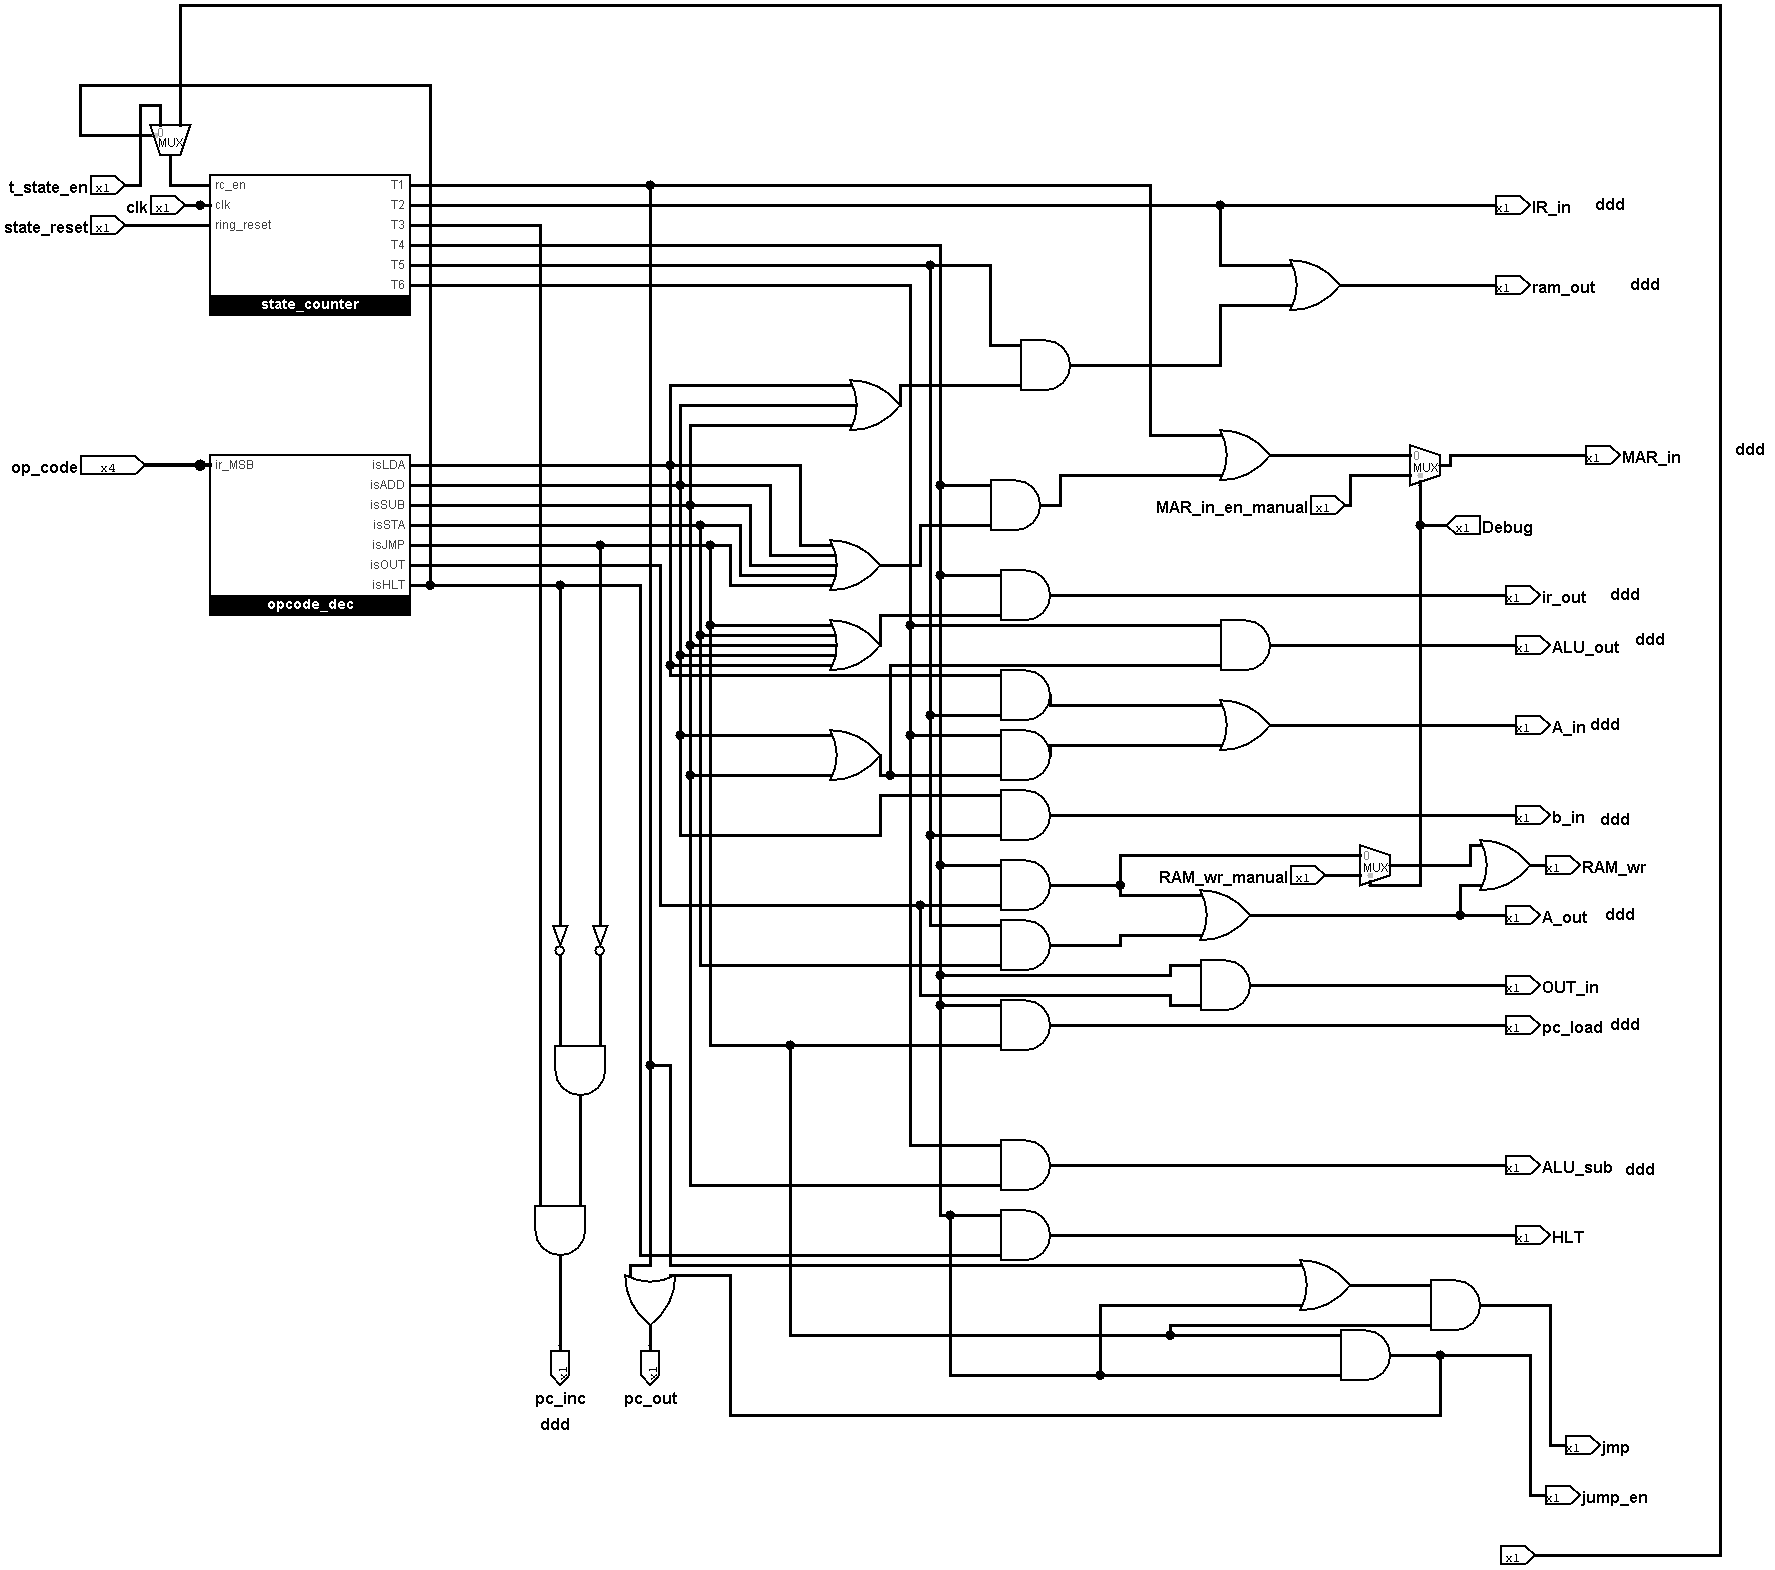 0
MUX
t_state_en x1
clk x1
state_reset x1
rc_en T1
clk T2
ring_reset T3
T4
T5
T6
state_counter
x1 IR_in ddd
x1 ram_out ddd
op_code x4
ir_MSB isLDA
isADD
isSUB
isSTA
isJMP
isOUT
isHLT
opcode_dec
0
MUX
x1 MAR_in ddd
MAR_in_en_manual x1
x1 Debug
x1 ir_out ddd
x1 ALU_out ddd
x1 A_in ddd
x1 b_in ddd
0
MUX
RAM_wr_manual x1
x1 RAM_wr
x1 A_out ddd
x1 OUT_in
x1 pc_load ddd
x1 ALU_sub ddd
x1 HLT
x1 x1
pc_inc pc_out
ddd
x1 jmp
x1 jump_en
x1